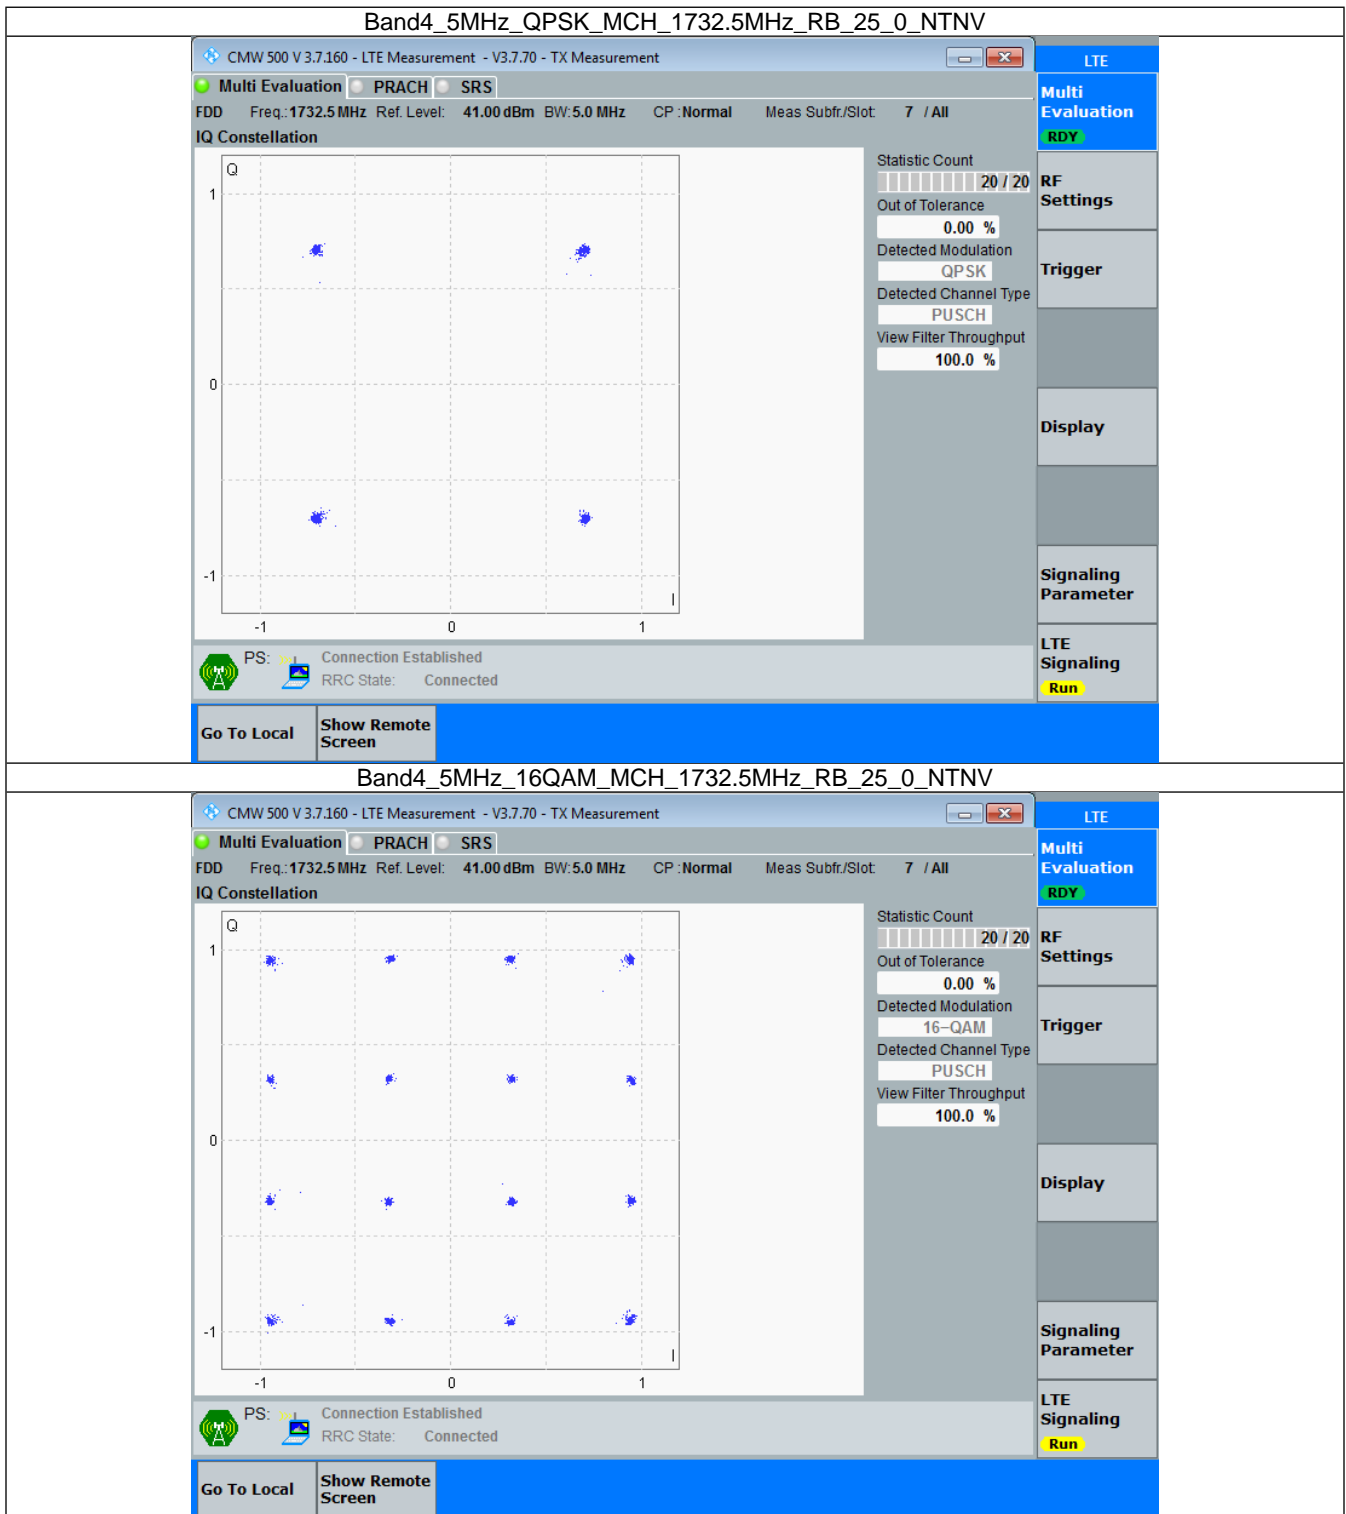 Band4_5MHz_QPSK_MCH_1732.5MHz_RB_25_0_NTNV
CMW 500 V 3.7.160 - LTE Measurement - V3.7.70 - TX Measurement
LTE
Multi Evaluation PRACH SRS
Multi
Evaluation
RDY
FDD Freq.:1732.5 MHz Ref. Level: 41.00 dBm BW:5.0 MHz CP :Normal Meas Subfr./Slot: 7 / All
IQ Constellation
Q
1
0
-1
I
-1 0 1
Statistic Count
20 / 20
Out of Tolerance
0.00 %
Detected Modulation
QPSK
Detected Channel Type
PUSCH
View Filter Throughput
100.0 %
RF
Settings
Trigger
Display
Signaling
Parameter
LTE
Signaling
Run
PS:
Connection Established
RRC State: Connected
Go To Local
Show Remote
Screen
Band4_5MHz_16QAM_MCH_1732.5MHz_RB_25_0_NTNV
CMW 500 V 3.7.160 - LTE Measurement - V3.7.70 - TX Measurement
LTE
Multi Evaluation PRACH SRS
Multi
Evaluation
RDY
FDD Freq.:1732.5 MHz Ref. Level: 41.00 dBm BW:5.0 MHz CP :Normal Meas Subfr./Slot: 7 / All
IQ Constellation
Q
1
0
-1
I
-1 0 1
Statistic Count
20 / 20
Out of Tolerance
0.00 %
Detected Modulation
16-QAM
Detected Channel Type
PUSCH
View Filter Throughput
100.0 %
RF
Settings
Trigger
Display
Signaling
Parameter
LTE
Signaling
Run
PS:
Connection Established
RRC State: Connected
Go To Local
Show Remote
Screen